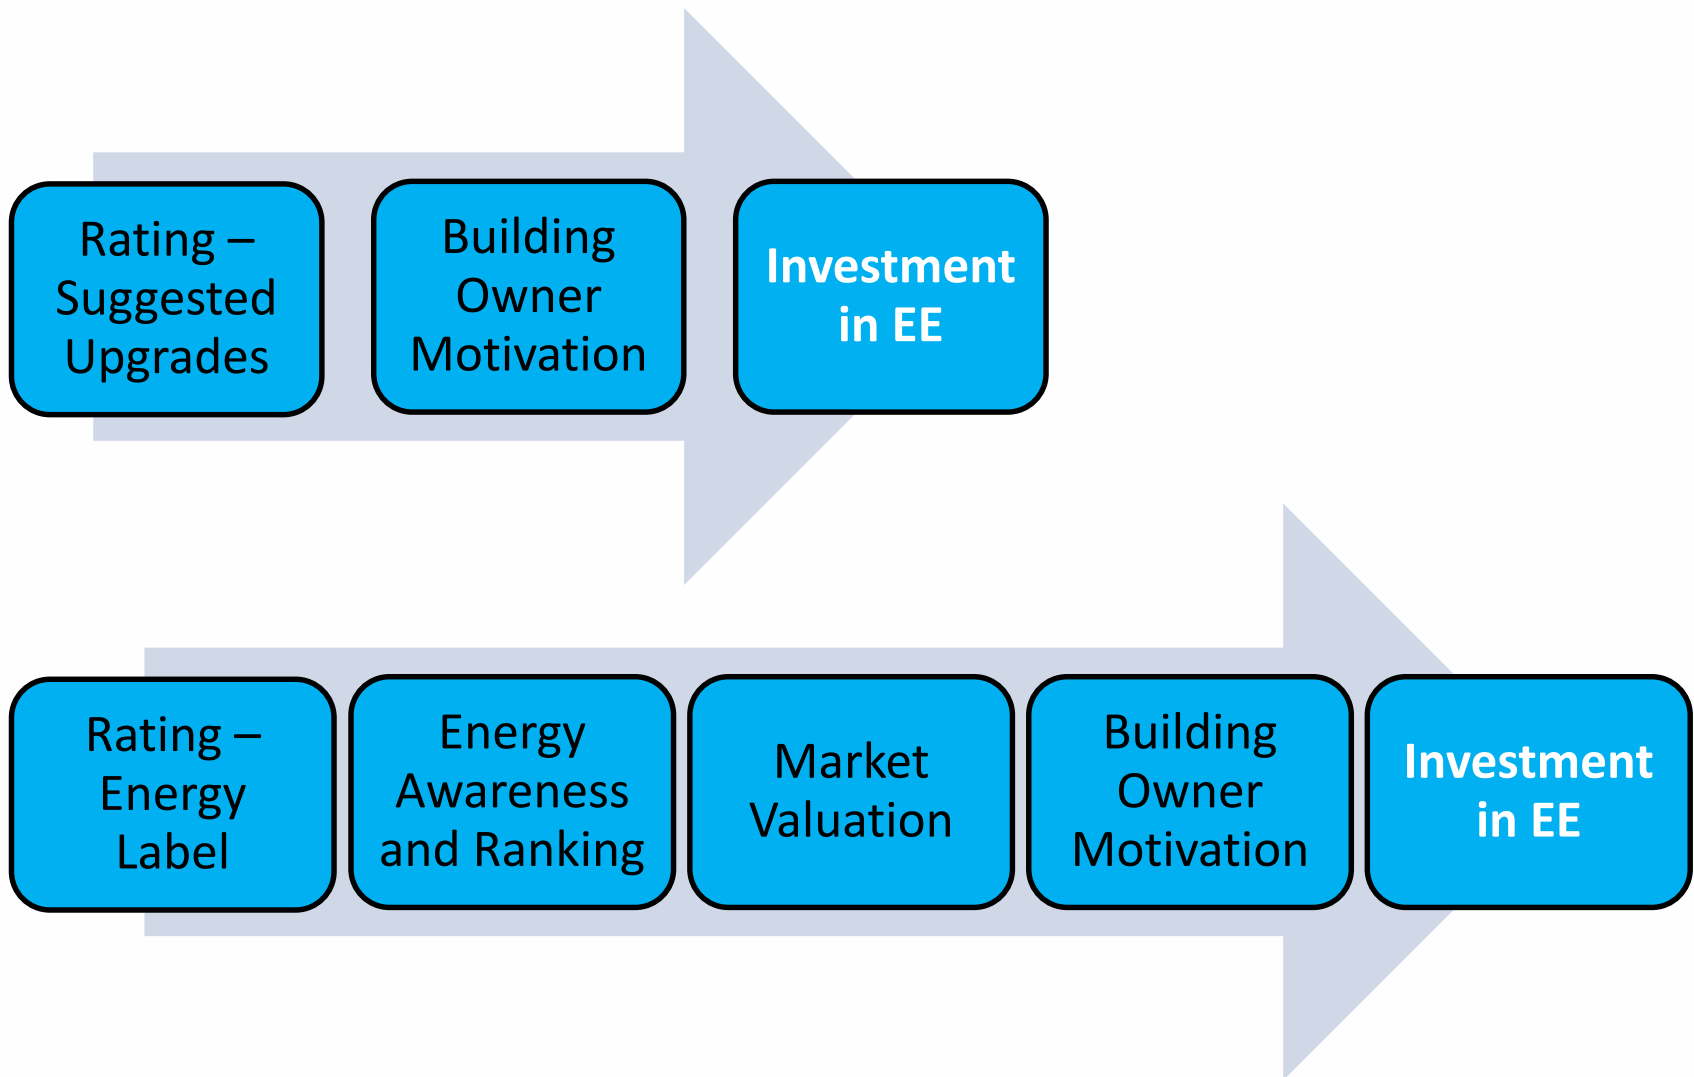 Rating –
Suggested
Upgrades
Building
Owner
Motivation
Investment
in EE
Rating –
Energy
Label
Energy
Awareness
and Ranking
Market
Valuation
Building
Owner
Motivation
Investment
in EE